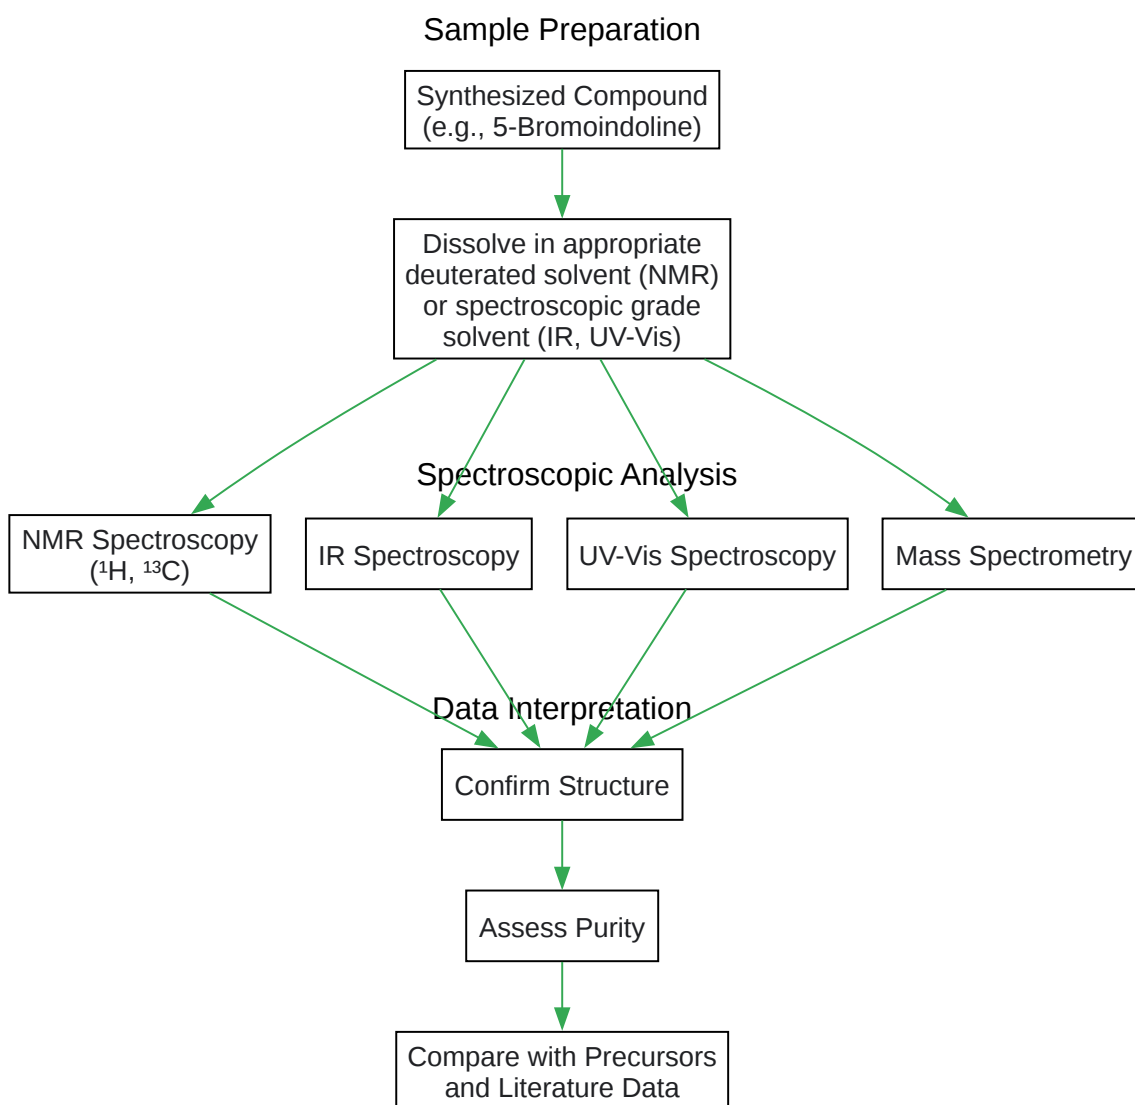 Sample Preparation
Synthesized Compound
(e.g., 5-Bromoindoline)
Dissolve in appropriate
deuterated solvent (NMR)
or spectroscopic grade
solvent (IR, UV-Vis)
Spectroscopic Analysis
NMR Spectroscopy
(¹H, ¹³C)
IR Spectroscopy
UV-Vis Spectroscopy
Mass Spectrometry
Data Interpretation
Confirm Structure
Assess Purity
Compare with Precursors
and Literature Data